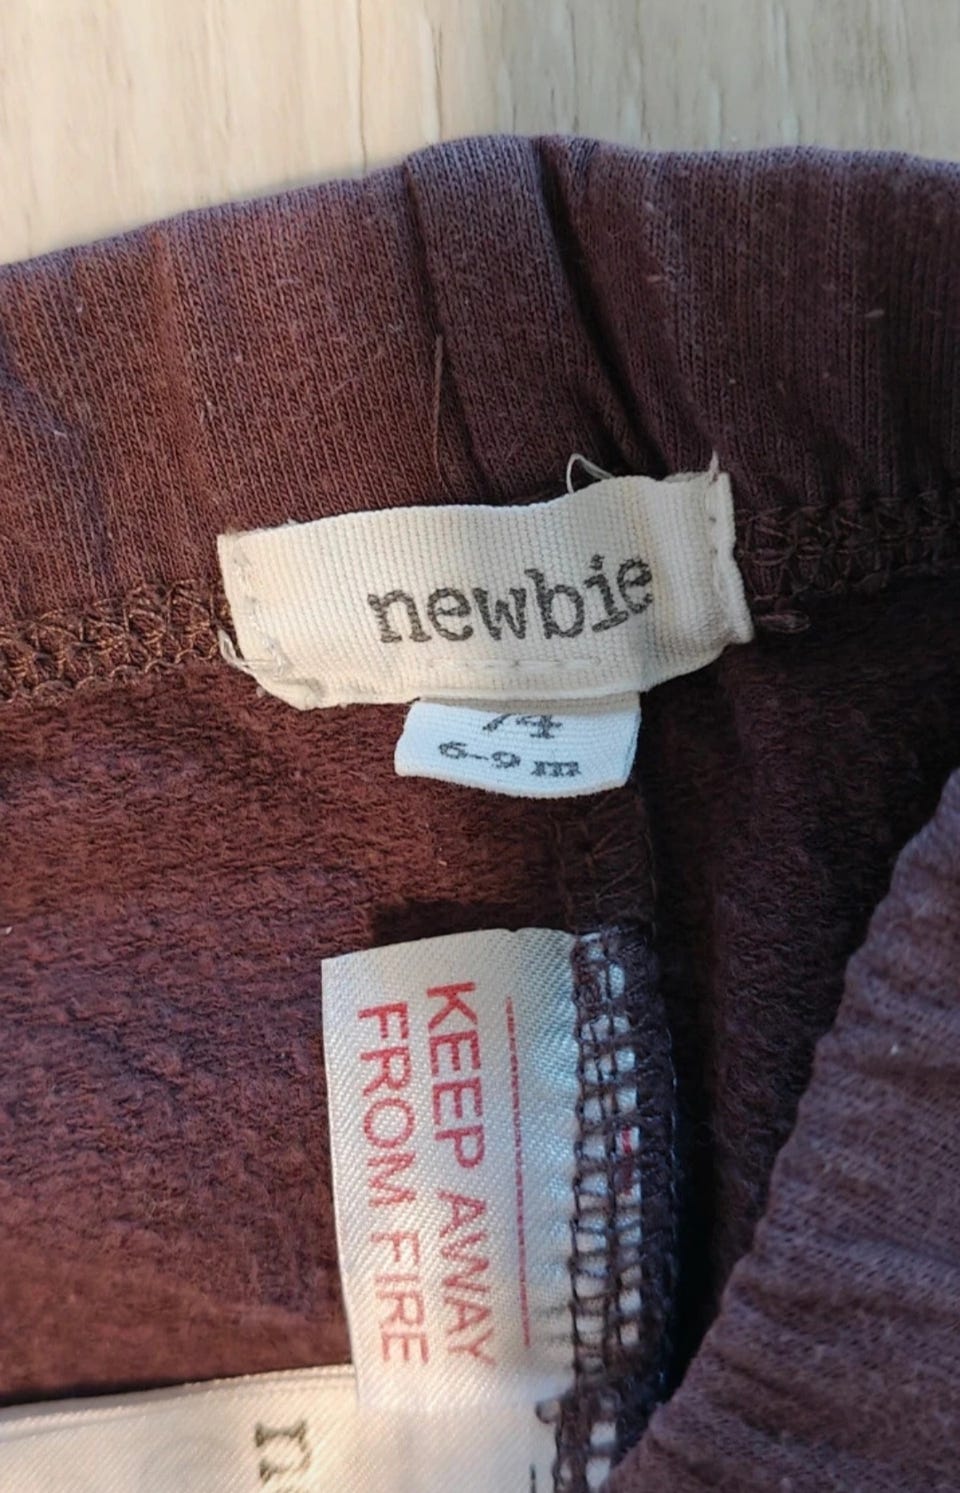 newbie
74
6-9 m
KEEP AWAY
FROM FIRE